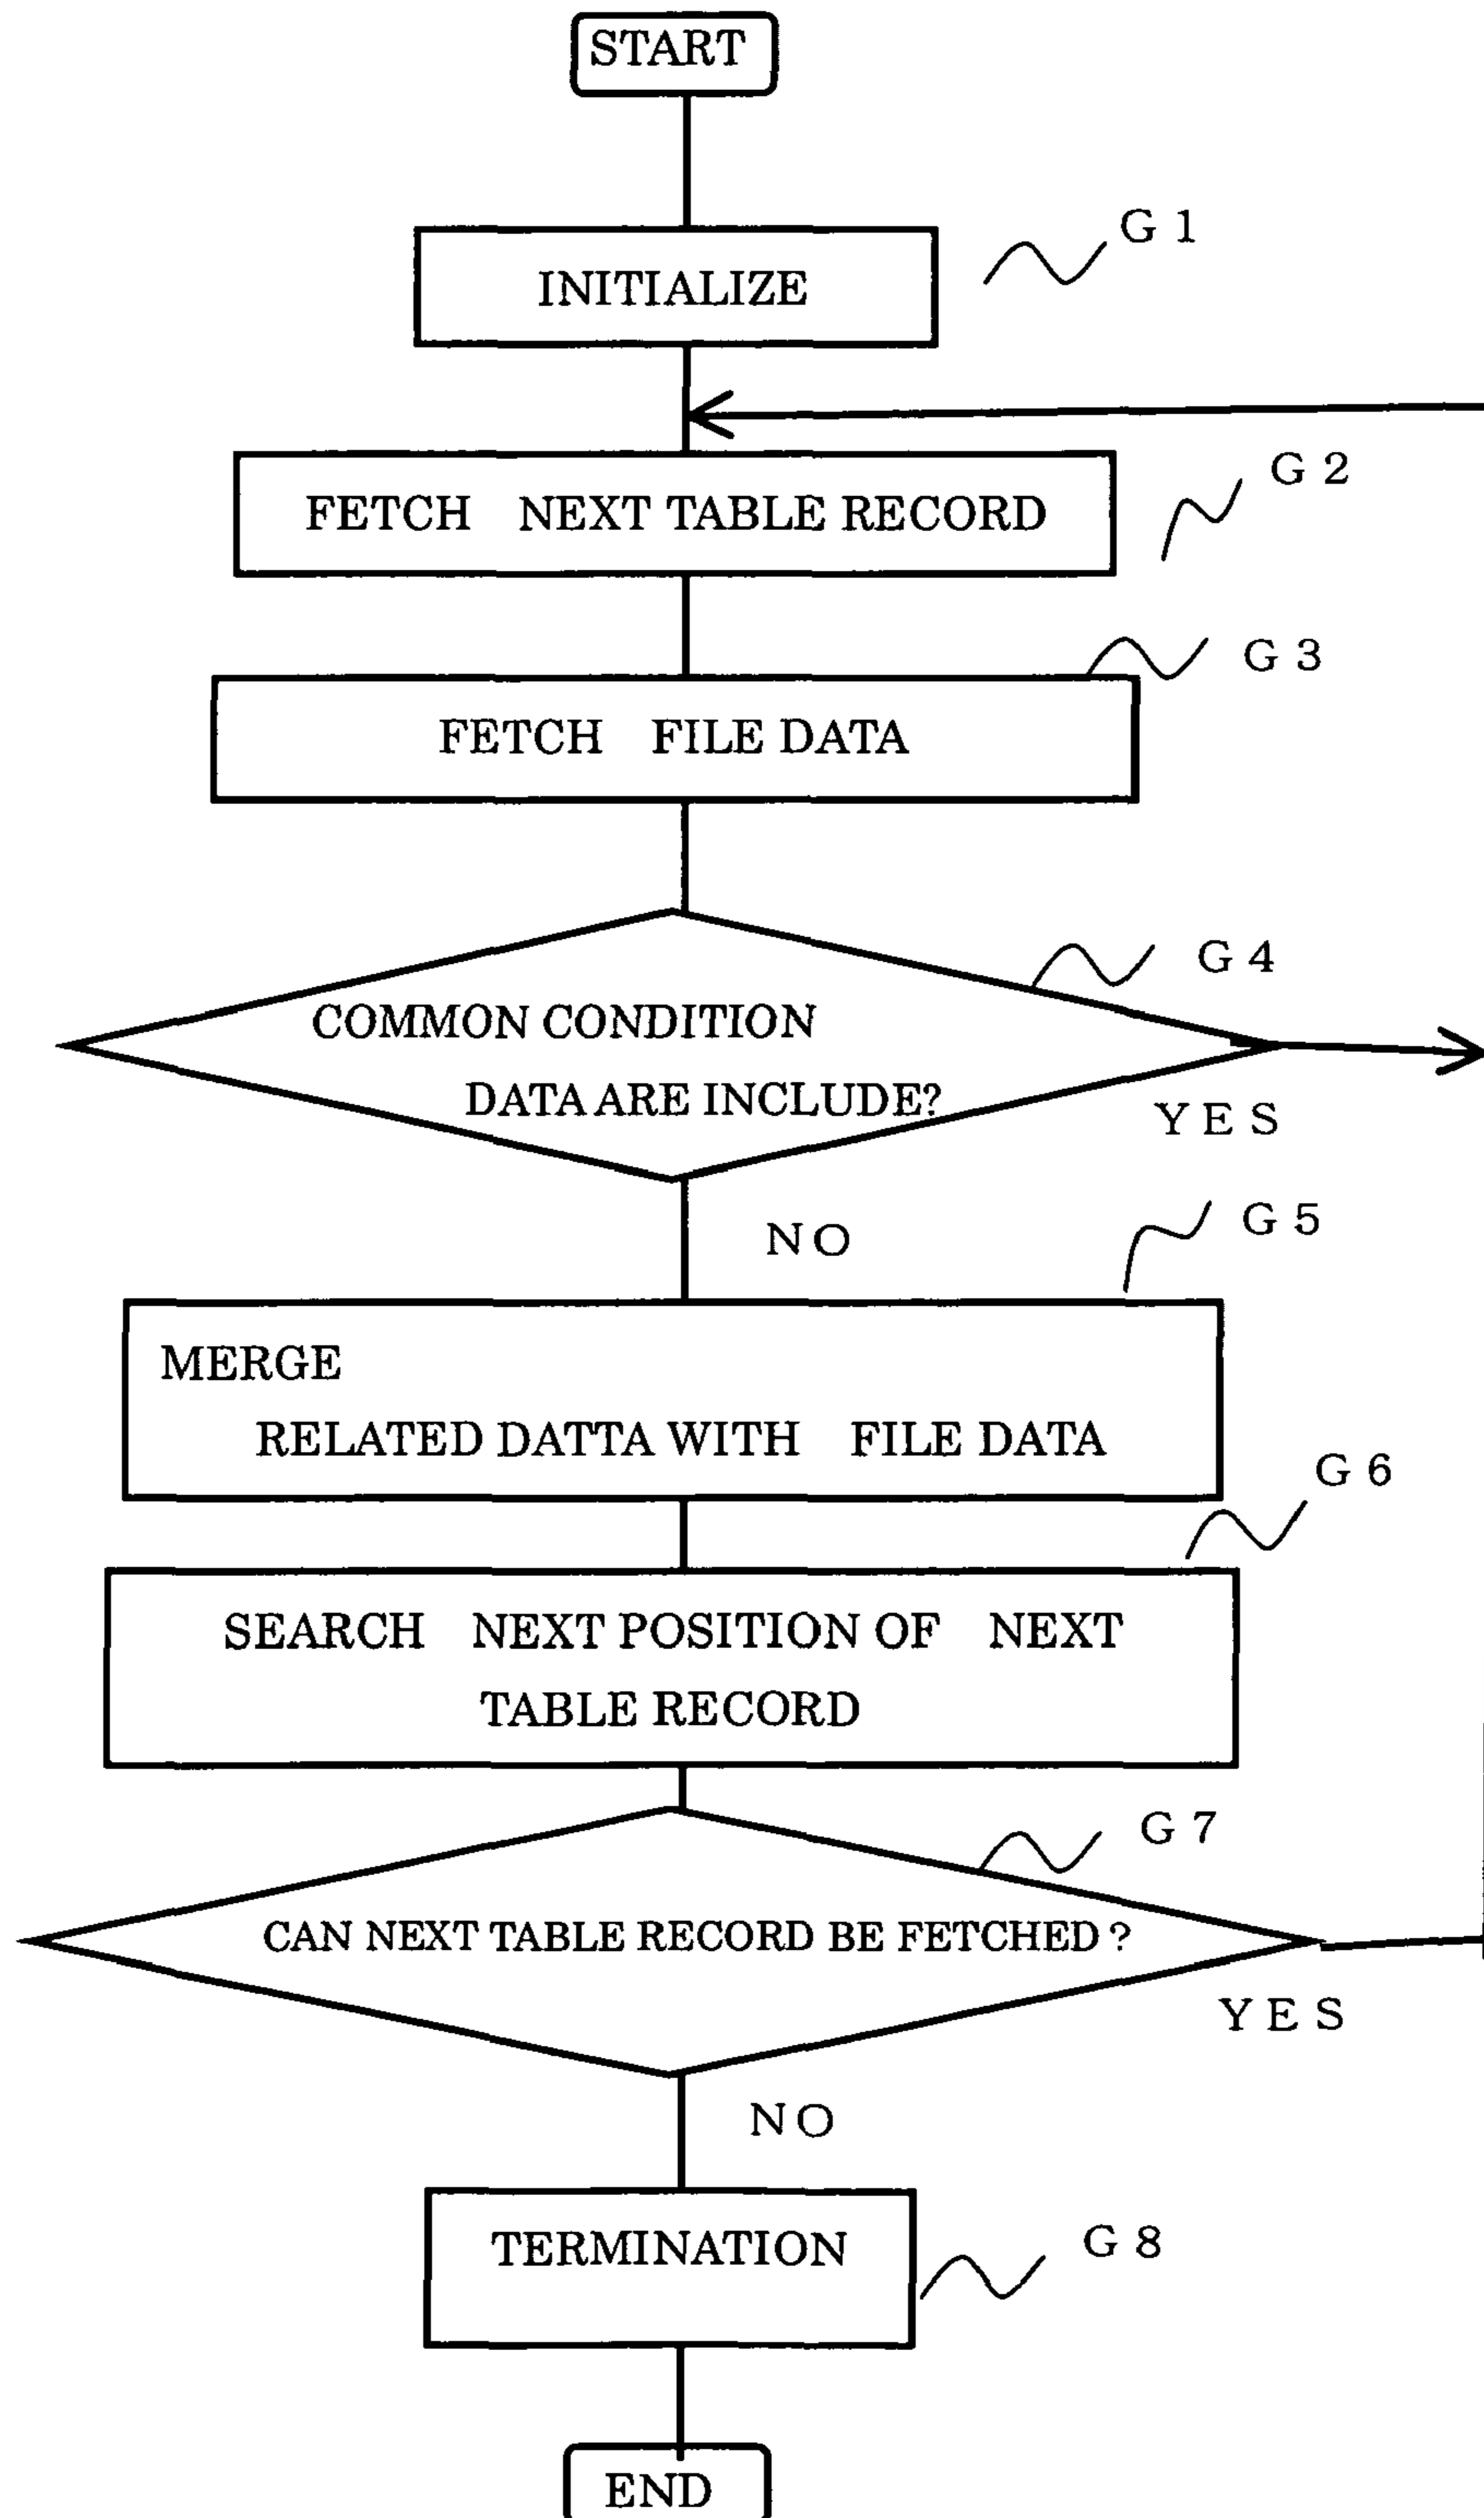 START
G 1
INITIALIZE
G 2
FETCH NEXT TABLE RECORD
G 3
FETCH FILE DATA
G 4
COMMON CONDITION
DATA ARE INCLUDE?
YES
NO
G 5
MERGE
RELATED DATTA WITH FILE DATA
G 6
SEARCH NEXT POSITION OF NEXT
TABLE RECORD
G 7
CAN NEXT TABLE RECORD BE FETCHED?
YES
NO
TERMINATION
G 8
END